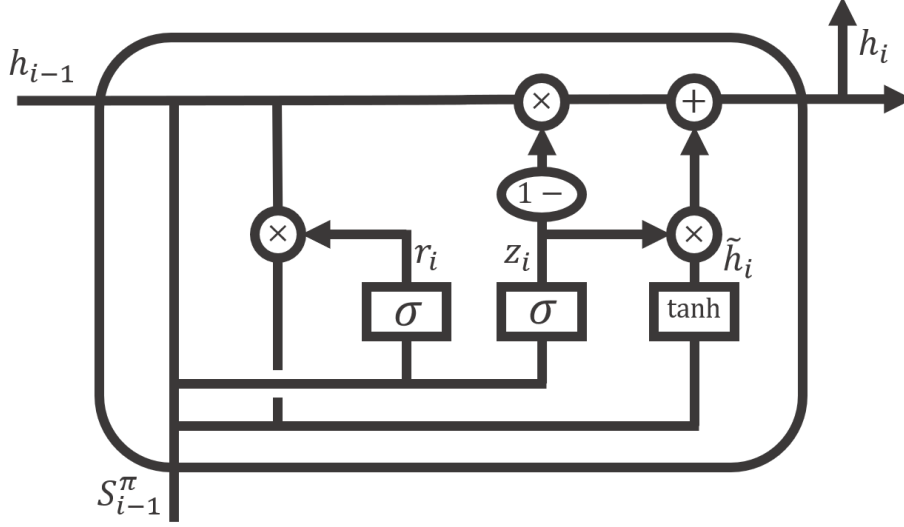 h_{i-1}
h_i
×
+
1 −
×
r_i
z_i
×
h̃_i
σ
σ
tanh
S^π_{i-1}